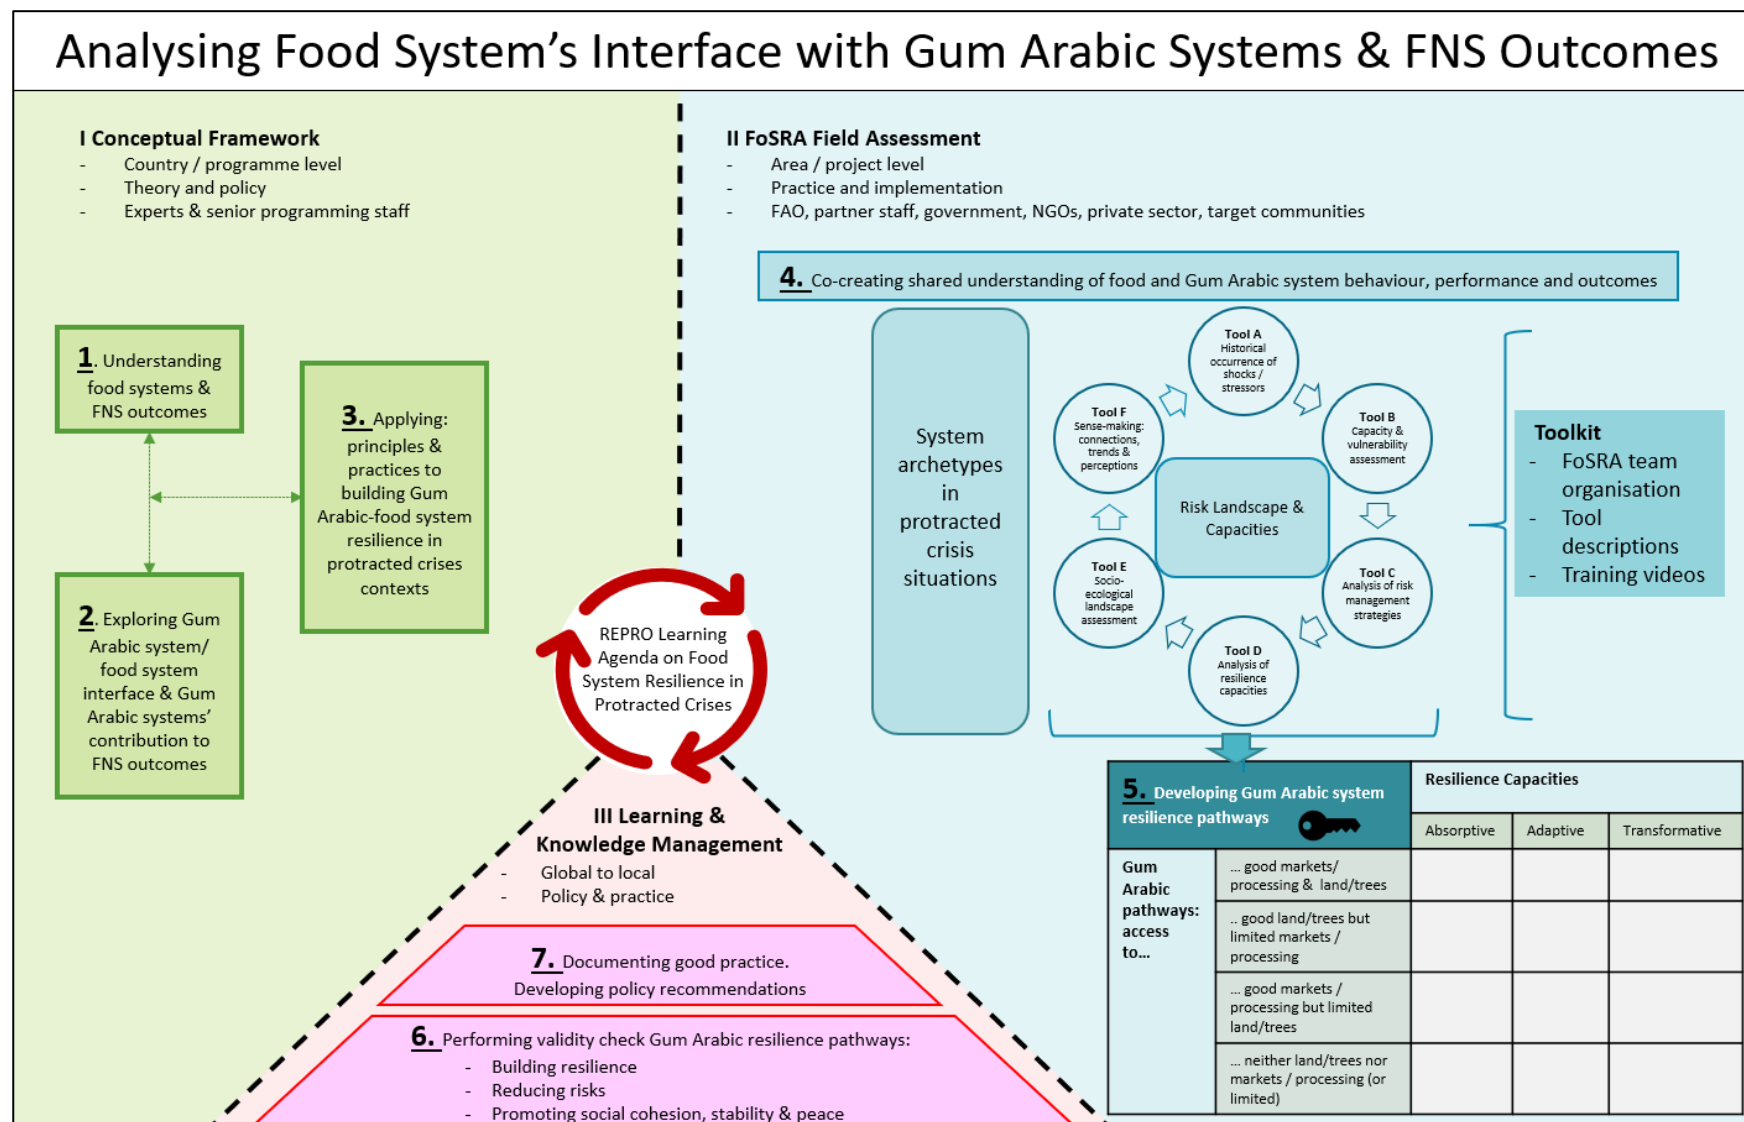 Analysing Food System’s Interface with Gum Arabic Systems & FNS Outcomes
I Conceptual Framework
- Country / programme level
- Theory and policy
- Experts & senior programming staff
1. Understanding
food systems &
FNS outcomes
2. Exploring Gum
Arabic system/
food system
interface & Gum
Arabic systems’
contribution to
FNS outcomes
3. Applying:
principles &
practices to
building Gum
Arabic-food system
resilience in
protracted crises
contexts
II FoSRA Field Assessment
- Area / project level
- Practice and implementation
- FAO, partner staff, government, NGOs, private sector, target communities
4. Co-creating shared understanding of food and Gum Arabic system behaviour, performance and outcomes
System
archetypes
in
protracted
crisis
situations
Tool A
Historical
occurrence of
shocks /
stressors
Tool B
Capacity &
vulnerability
assessment
Tool C
Analysis of risk
management
strategies
Tool D
Analysis of
resilience
capacities
Tool E
Socio-
ecological
landscape
assessment
Tool F
Sense-making:
connections,
trends &
perceptions
Risk Landscape &
Capacities
Toolkit
- FoSRA team
organisation
- Tool
descriptions
- Training videos
REPRO Learning
Agenda on Food
System Resilience in
Protracted Crises
5. Developing Gum Arabic system
resilience pathways
Resilience Capacities
Absorptive
Adaptive
Transformative
Gum
Arabic
pathways:
access
to...
... good markets/
processing & land/trees
.. good land/trees but
limited markets /
processing
... good markets /
processing but limited
land/trees
... neither land/trees nor
markets / processing (or
limited)
III Learning &
Knowledge Management
- Global to local
- Policy & practice
7. Documenting good practice.
Developing policy recommendations
6. Performing validity check Gum Arabic resilience pathways:
- Building resilience
- Reducing risks
- Promoting social cohesion, stability & peace